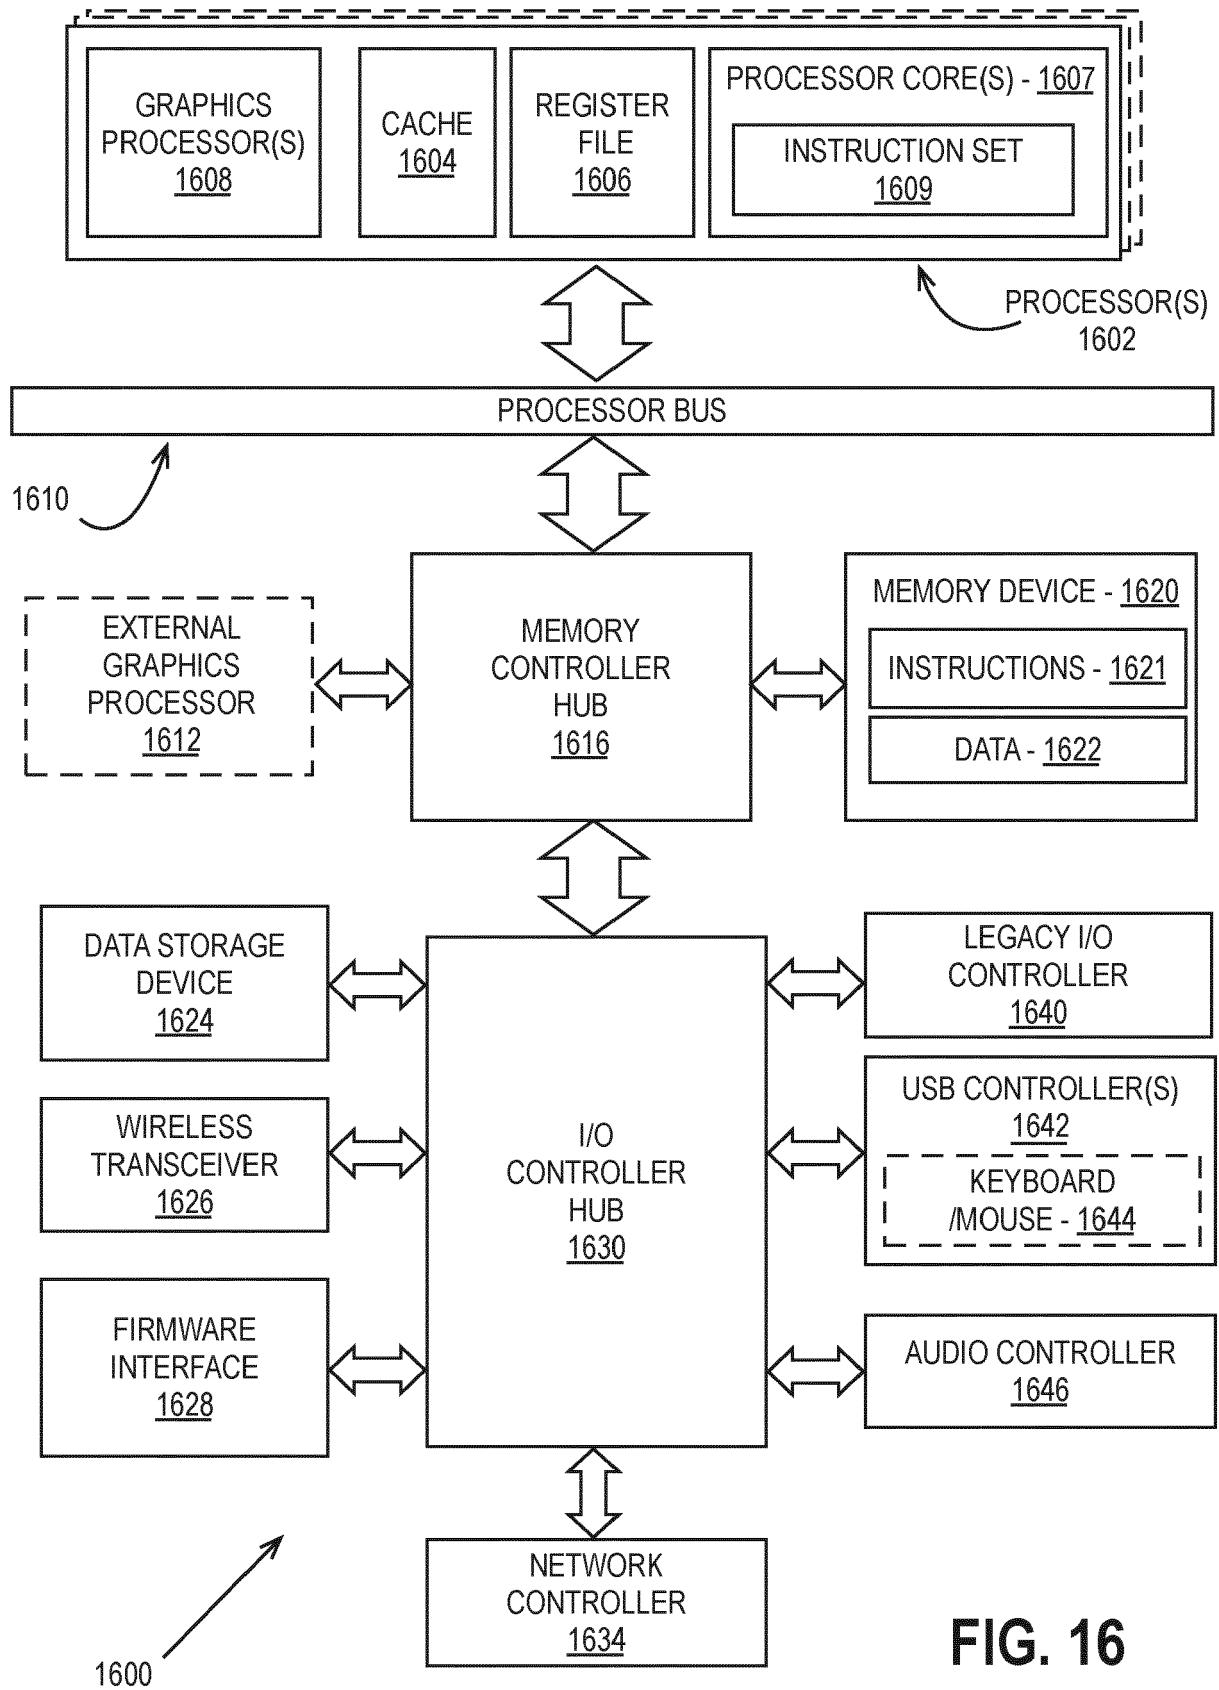 GRAPHICS
PROCESSOR(S)
1608
CACHE
1604
REGISTER
FILE
1606
PROCESSOR CORE(S) - 1607
INSTRUCTION SET
1609
PROCESSOR(S)
1602
PROCESSOR BUS
1610
EXTERNAL
GRAPHICS
PROCESSOR
1612
MEMORY
CONTROLLER
HUB
1616
MEMORY DEVICE - 1620
INSTRUCTIONS - 1621
DATA - 1622
DATA STORAGE
DEVICE
1624
WIRELESS
TRANSCEIVER
1626
FIRMWARE
INTERFACE
1628
I/O
CONTROLLER
HUB
1630
LEGACY I/O
CONTROLLER
1640
USB CONTROLLER(S)
1642
KEYBOARD
/MOUSE - 1644
AUDIO CONTROLLER
1646
NETWORK
CONTROLLER
1634
1600
FIG. 16